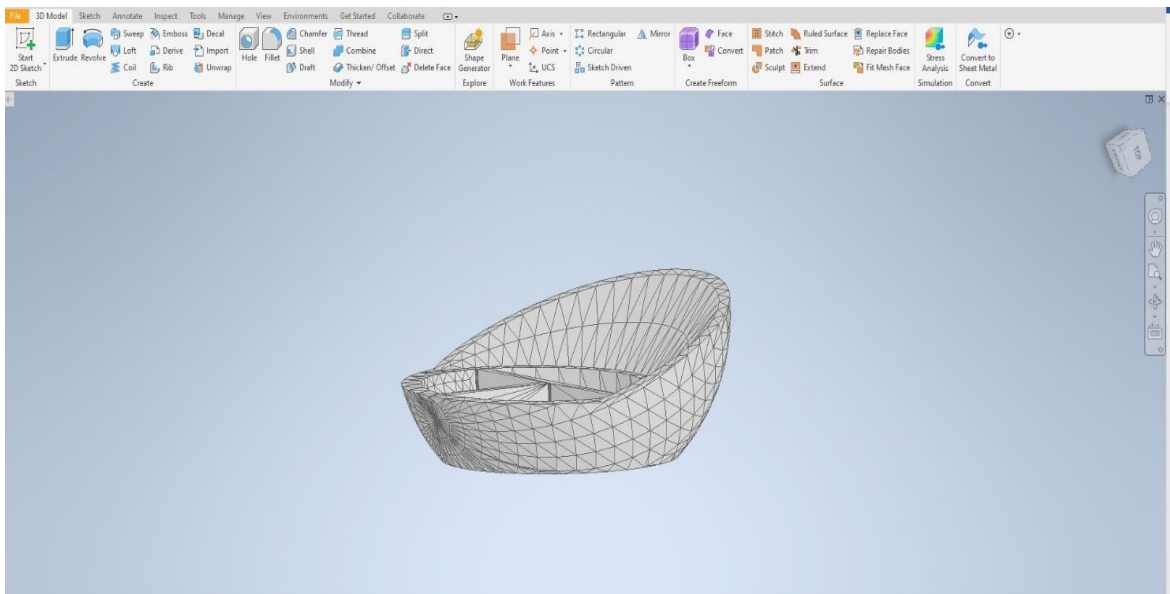 File 3D Model Sketch Annotate Inspect Tools Manage View Environments Get Started Collaborate
Sweep Emboss Decal Chamfer Thread Split Axis Rectangular Mirror Face Stitch Ruled Surface Replace Face
Loft Derive Import Shell Combine Direct Point Circular Convert Patch Trim Repair Bodies
Start 2D Sketch Extrude Revolve Coil Rib Unwrap Hole Fillet Draft Thicken/ Offset Delete Face Shape Generator Plane UCS Sketch Driven Box Sculpt Extend Fit Mesh Face Stress Analysis Convert to Sheet Metal
Sketch Create Modify Explore Work Features Pattern Create Freeform Surface Simulation Convert
TOP